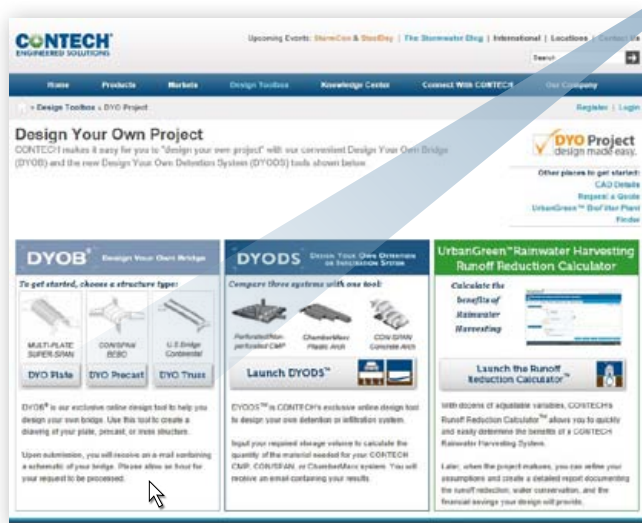 CONTECH®
ENGINEERED SOLUTIONS
Upcoming Events: StormCon & SteelDay | The Stormwater Blog | International | Locations | Contact Us
Search
Home Products Markets Design Toolbox Knowledge Center Connect With CONTECH Our Company
» Design Toolbox » DYO Project
Register | Login
Design Your Own Project
CONTECH makes it easy for you to "design your own project" with our convenient Design Your Own Bridge
(DYOB) and the new Design Your Own Detention System (DYODS) tools shown below
DYO Project
design made easy.
Other places to get started:
CAD Details
Request a Quote
UrbanGreen™ BioFilter Plant
Finder
DYOB® Design Your Own Bridge
To get started, choose a structure type:
MULTI-PLATE
SUPER-SPAN
CON/SPAN
BEBO
U.S. Bridge
Continental
DYO Plate DYO Precast DYO Truss
DYOB® is our exclusive online design tool to help you
design your own bridge. Use this tool to create a
drawing of your plate, precast, or truss structure.
Upon submission, you will receive an e-mail containing
a schematic of your bridge. Please allow an hour for
your request to be processed.
DYODS DESIGN YOUR OWN DETENTION
OR INFILTRATION SYSTEM
Compare three systems with one tool:
Perforated/Non-
perforated CMP
ChamberMaxx
Plastic Arch
CON/SPAN
Concrete Arch
Launch DYODS™
DYODS™ is CONTECH's exclusive online design tool
to design your own detention or infiltration system.
Input your required storage volume to calculate the
quantity of the material needed for your CONTECH
CMP, CON/SPAN, or ChamberMaxx system. You will
receive an email containing your results.
UrbanGreen™Rainwater Harvesting
Runoff Reduction Calculator
Calculate the
benefits of
Rainwater
Harvesting
Launch the Runoff
Reduction Calculator™
With dozens of adjustable variables, CONTECH's
Runoff Reduction Calculator™ allows you to quickly
and easily determine the benefits of a CONTECH
Rainwater Harvesting System.
Later, when the project matures, you can refine your
assumptions and create a detailed report documenting
the runoff reduction, water conservation, and the
financial savings your design will provide.